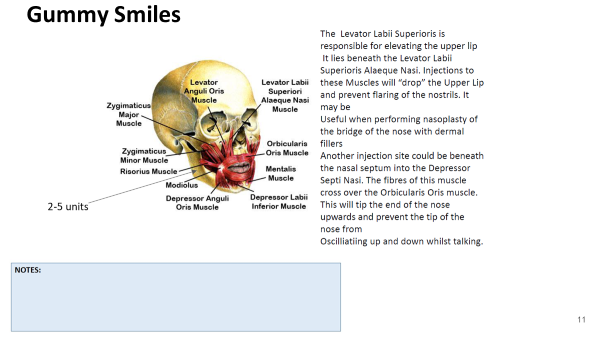 Gummy Smiles
The Levator Labii Superioris is
responsible for elevating the upper lip
It lies beneath the Levator Labii
Superioris Alaeque Nasi. Injections to
these Muscles will “drop” the Upper Lip
and prevent flaring of the nostrils. It
may be
Useful when performing nasoplasty of
the bridge of the nose with dermal
fillers
Another injection site could be beneath
the nasal septum into the Depressor
Septi Nasi. The fibres of this muscle
cross over the Orbicularis Oris muscle.
This will tip the end of the nose
upwards and prevent the tip of the
nose from
Oscilliatiing up and down whilst talking.
Levator
Anguli Oris
Muscle
Levator Labii
Superiori
Alaeque Nasi
Muscle
Zygimaticus
Major
Muscle
Orbicularis
Oris Muscle
Zygimaticus
Minor Muscle
Risorius Muscle
Mentalis
Muscle
Modiolus
Depressor Anguli
Oris Muscle
Depressor Labii
Inferior Muscle
2-5 units
NOTES:
11